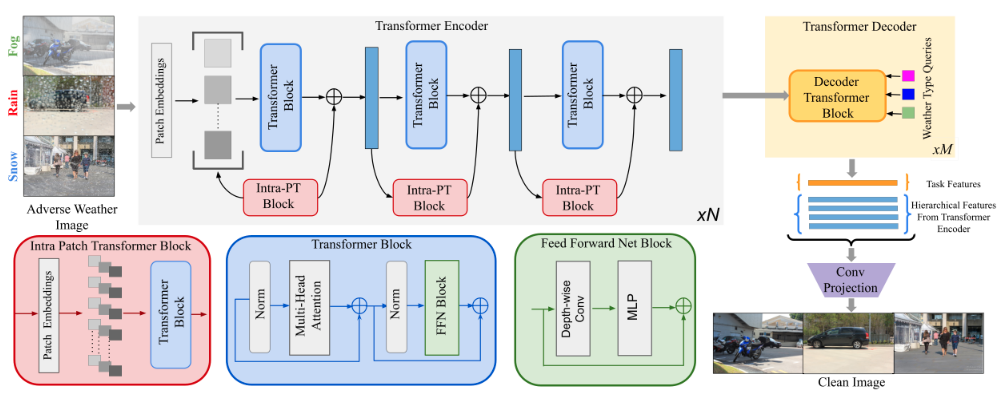 Fog
Rain
Snow
Adverse Weather
Image
Transformer Encoder
Patch Embeddings
Transformer
Block
Transformer
Block
Transformer
Block
Intra-PT
Block
Intra-PT
Block
Intra-PT
Block
xN
Transformer Decoder
Decoder
Transformer
Block
Weather Type Queries
xM
Task Features
Hierarchical Features
From Transformer
Encoder
Conv
Projection
Clean Image
Intra Patch Transformer Block
Patch Embeddings
Transformer
Block
Transformer Block
Norm
Multi-Head
Attention
Norm
FFN Block
Feed Forward Net Block
Depth-wise
Conv
MLP